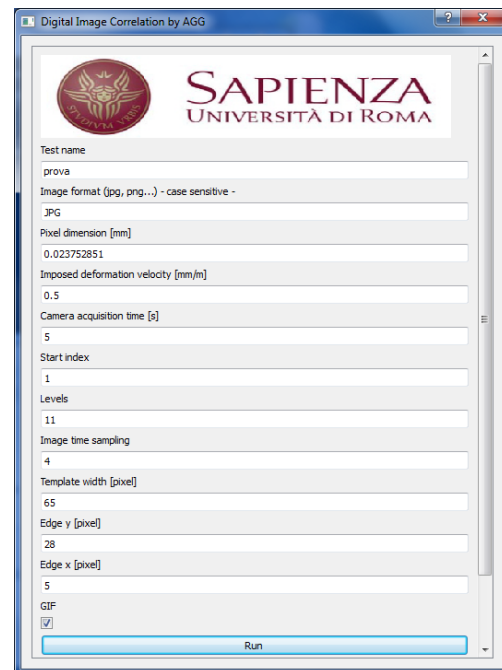 Digital Image Correlation by AGG
STUDIUM URBIS
SAPIENZA
UNIVERSITÀ DI ROMA
Test name
prova
Image format (jpg, png...) - case sensitive -
JPG
Pixel dimension [mm]
0.023752851
Imposed deformation velocity [mm/m]
0.5
Camera acquisition time [s]
5
Start index
1
Levels
11
Image time sampling
4
Template width [pixel]
65
Edge y [pixel]
28
Edge x [pixel]
5
GIF
Run